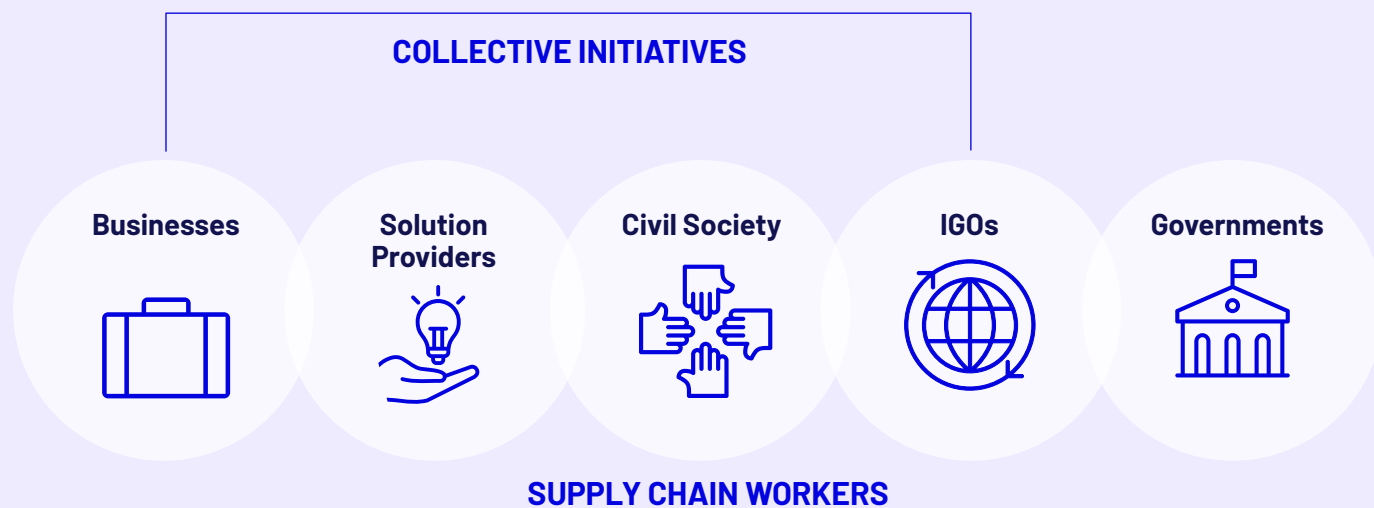 COLLECTIVE INITIATIVES
Businesses
Solution
Providers
Civil Society
IGOs
Governments
SUPPLY CHAIN WORKERS